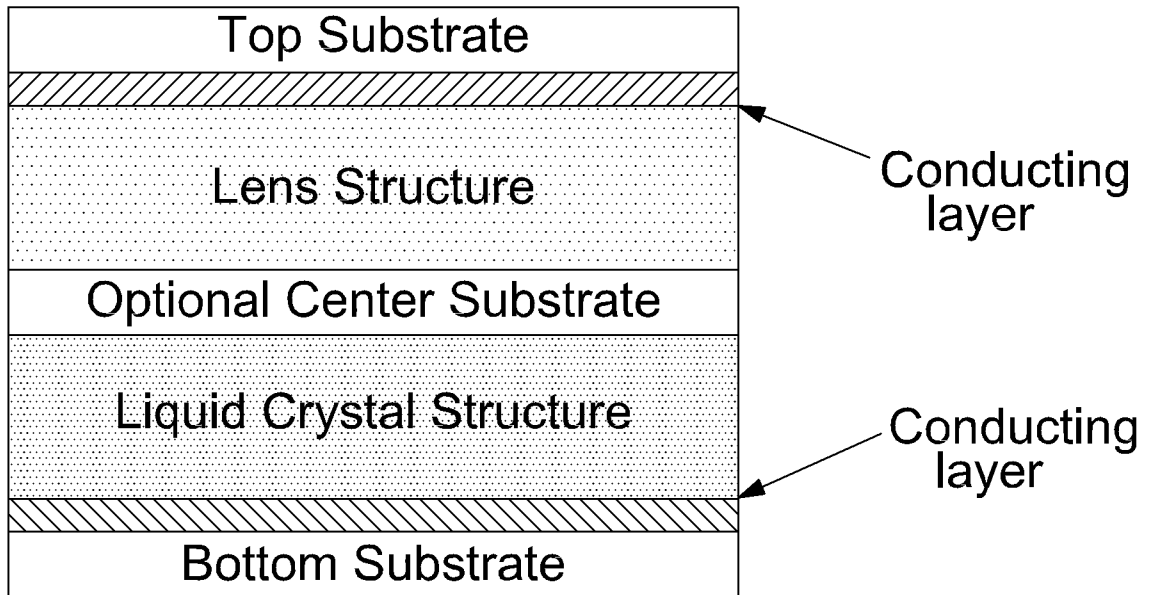 Top Substrate
Lens Structure
Conducting
layer
Optional Center Substrate
Liquid Crystal Structure
Conducting
layer
Bottom Substrate